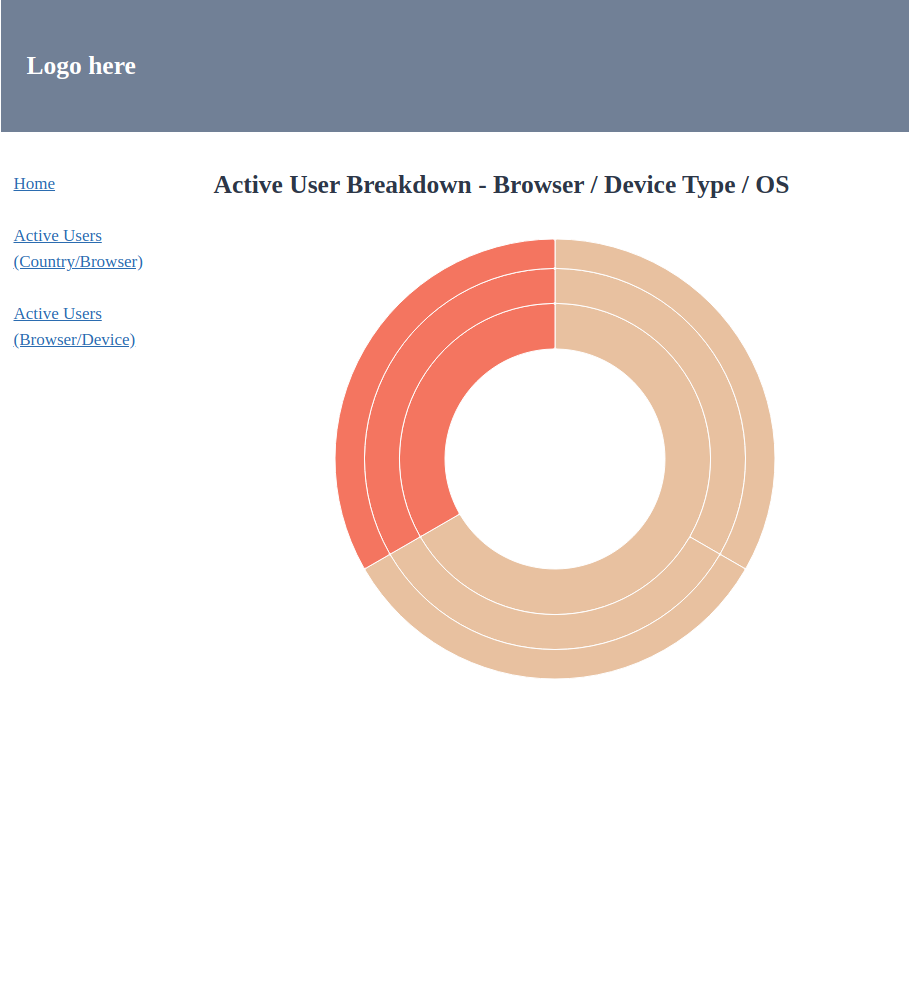 Logo here
Home
Active Users
(Country/Browser)
Active Users
(Browser/Device)
Active User Breakdown - Browser / Device Type / OS